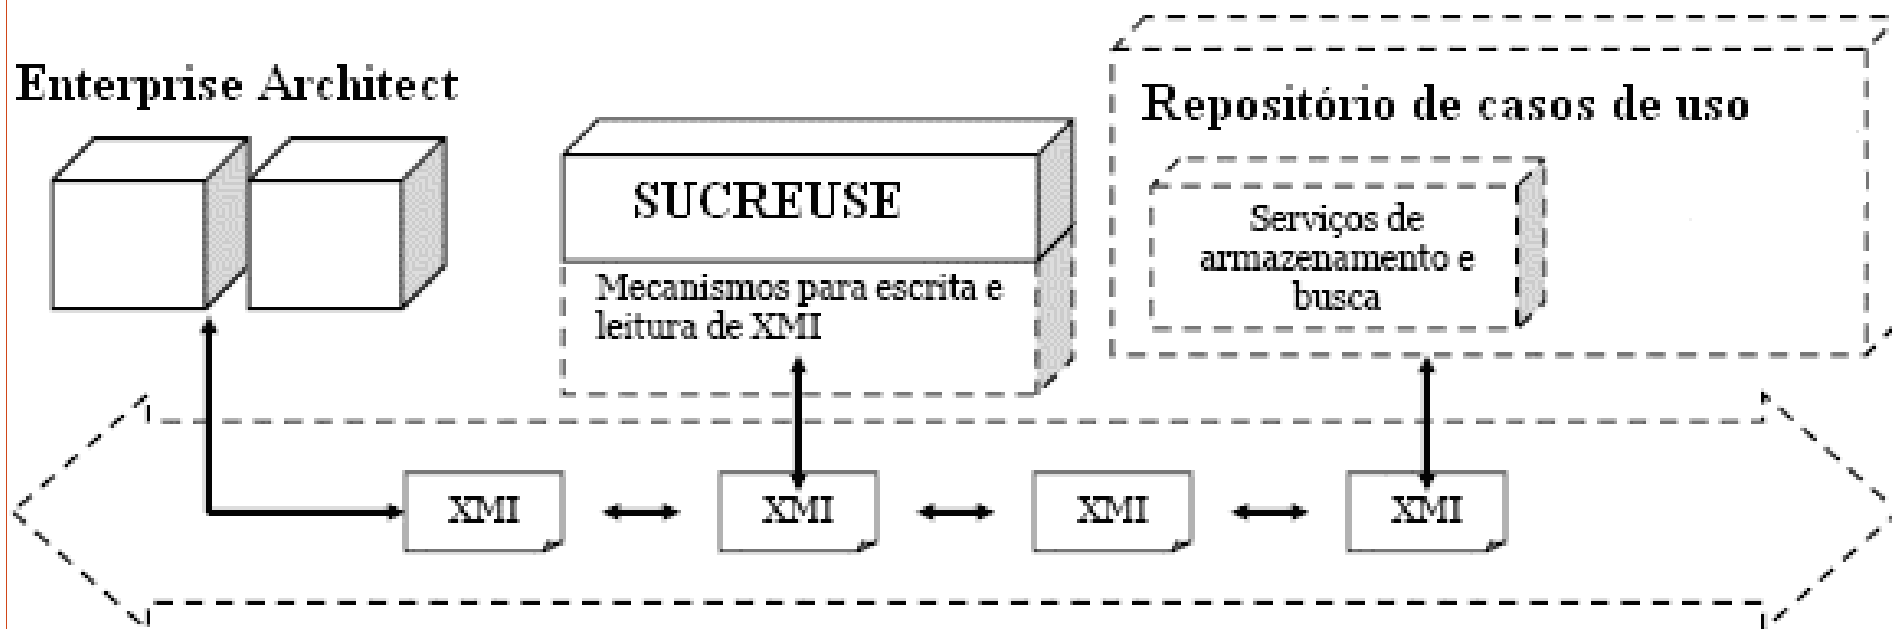 Enterprise Architect
SUCREUSE
Mecanismos para escrita e
leitura de XMI
Repositório de casos de uso
Serviços de
armazenamento e
busca
XMI
XMI
XMI
XMI